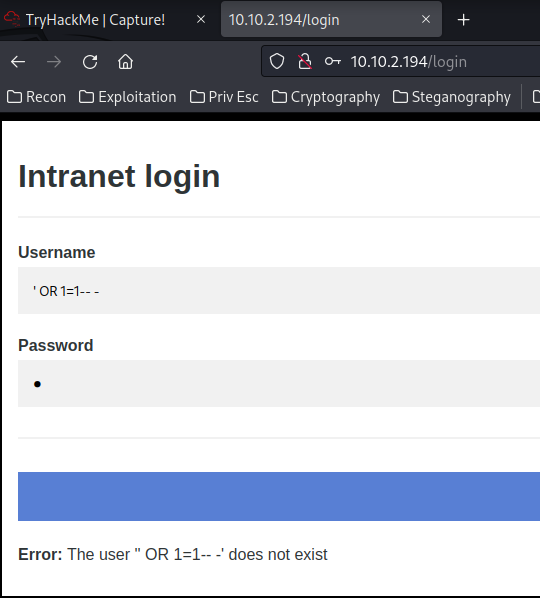 TryHackMe | Capture! × 10.10.2.194/login × +
10.10.2.194/login
Recon Exploitation Priv Esc Cryptography Steganography
Intranet login
Username
' OR 1=1-- -
Password
Error: The user '' OR 1=1-- -' does not exist